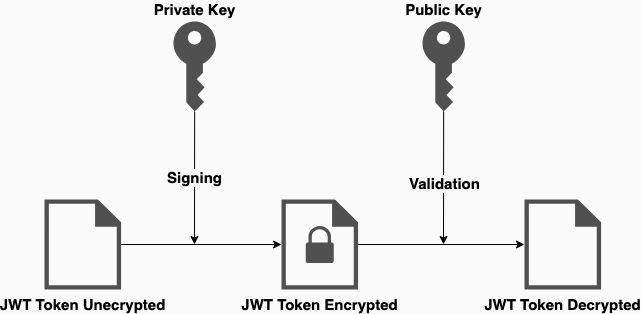 Private Key
Public Key
Signing
Validation
JWT Token Unecrypted
JWT Token Encrypted
JWT Token Decrypted